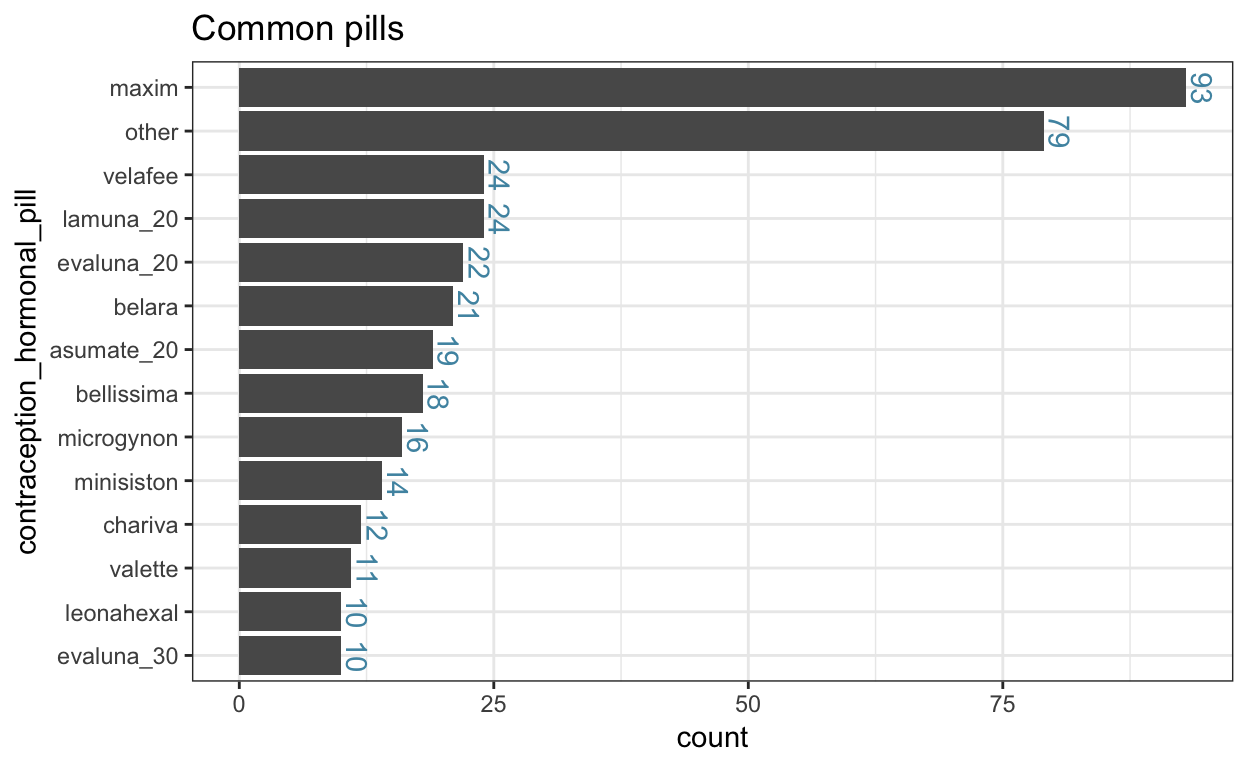 Common pills
contraception_hormonal_pill
maxim 93
other 79
velafee 24
lamuna_20 24
evaluna_20 22
belara 21
asumate_20 19
bellissima 18
microgynon 16
minisiston 14
chariva 12
valette 11
leonahexal 10
evaluna_30 10
0 25 50 75
count